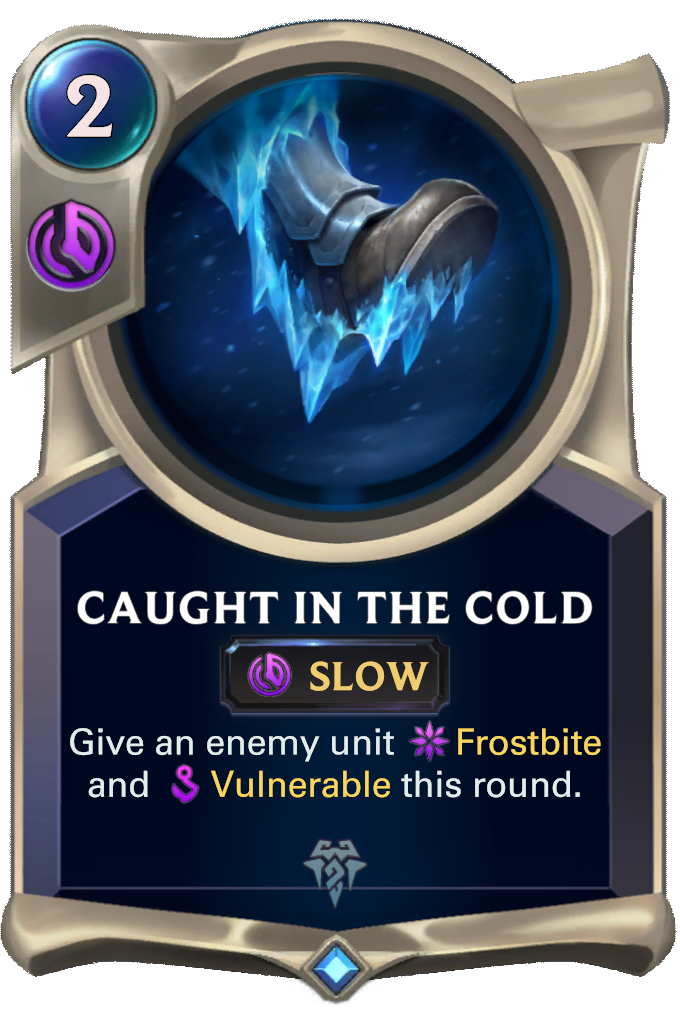 2
CAUGHT IN THE COLD
SLOW
Give an enemy unit Frostbite
and Vulnerable this round.